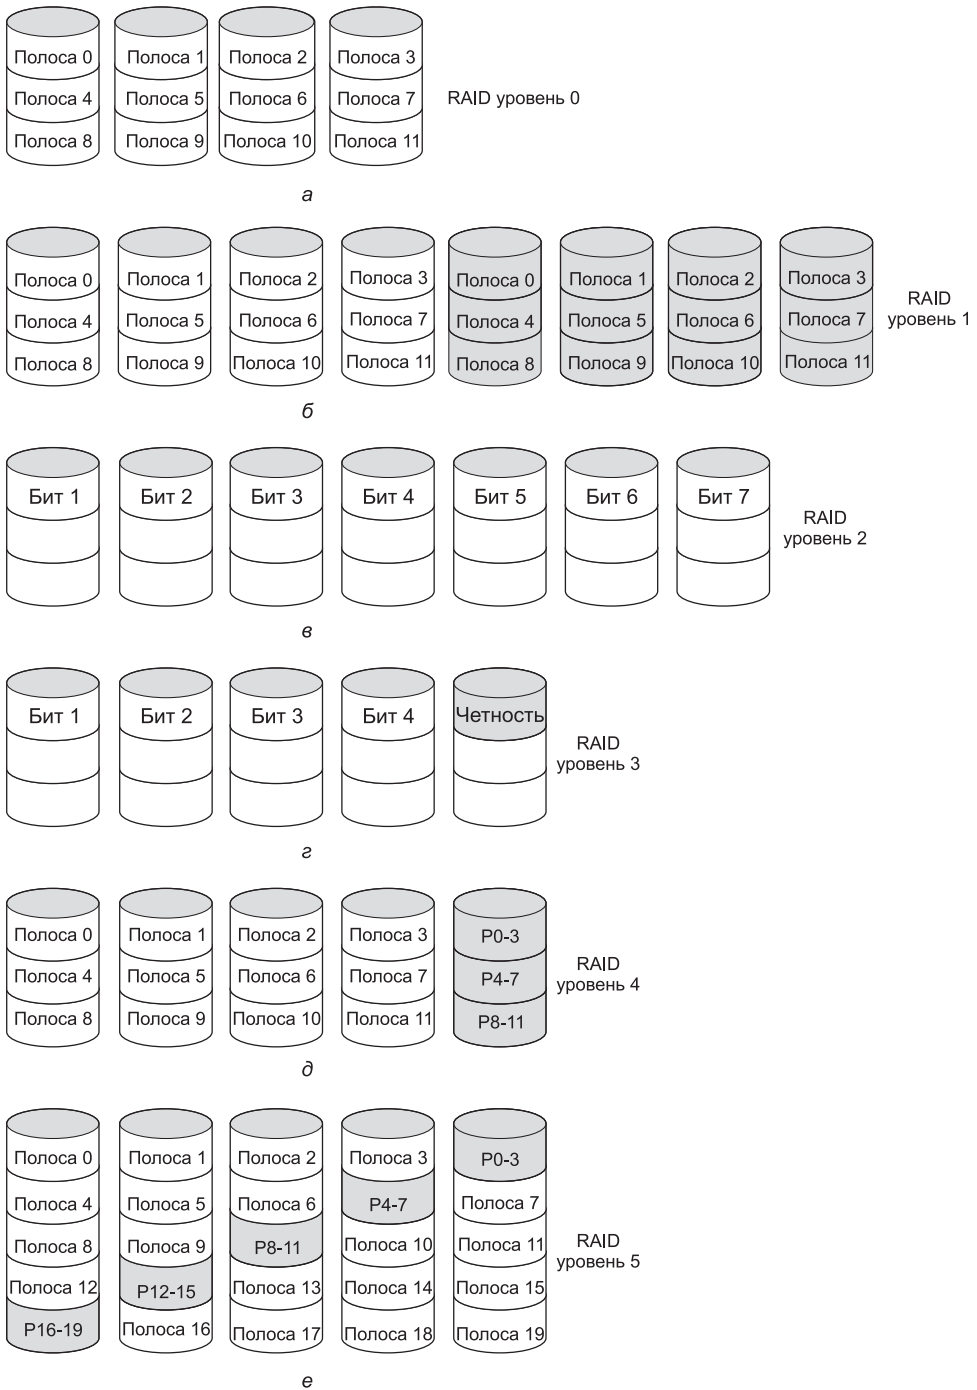 Полоса 0 Полоса 1 Полоса 2 Полоса 3
Полоса 4 Полоса 5 Полоса 6 Полоса 7 RAID уровень 0
Полоса 8 Полоса 9 Полоса 10 Полоса 11
а
Полоса 0 Полоса 1 Полоса 2 Полоса 3 Полоса 0 Полоса 1 Полоса 2 Полоса 3
RAID
Полоса 4 Полоса 5 Полоса 6 Полоса 7 Полоса 4 Полоса 5 Полоса 6 Полоса 7 уровень 1
Полоса 8 Полоса 9 Полоса 10 Полоса 11 Полоса 8 Полоса 9 Полоса 10 Полоса 11
б
Бит 1 Бит 2 Бит 3 Бит 4 Бит 5 Бит 6 Бит 7
RAID
уровень 2
в
Бит 1 Бит 2 Бит 3 Бит 4 Четность
RAID
уровень 3
г
Полоса 0 Полоса 1 Полоса 2 Полоса 3 P0-3
RAID
Полоса 4 Полоса 5 Полоса 6 Полоса 7 P4-7 уровень 4
Полоса 8 Полоса 9 Полоса 10 Полоса 11 P8-11
д
Полоса 0 Полоса 1 Полоса 2 Полоса 3 P0-3
Полоса 4 Полоса 5 Полоса 6 P4-7 Полоса 7
Полоса 8 Полоса 9 P8-11 Полоса 10 Полоса 11 RAID
уровень 5
Полоса 12 P12-15 Полоса 13 Полоса 14 Полоса 15
P16-19 Полоса 16 Полоса 17 Полоса 18 Полоса 19
е